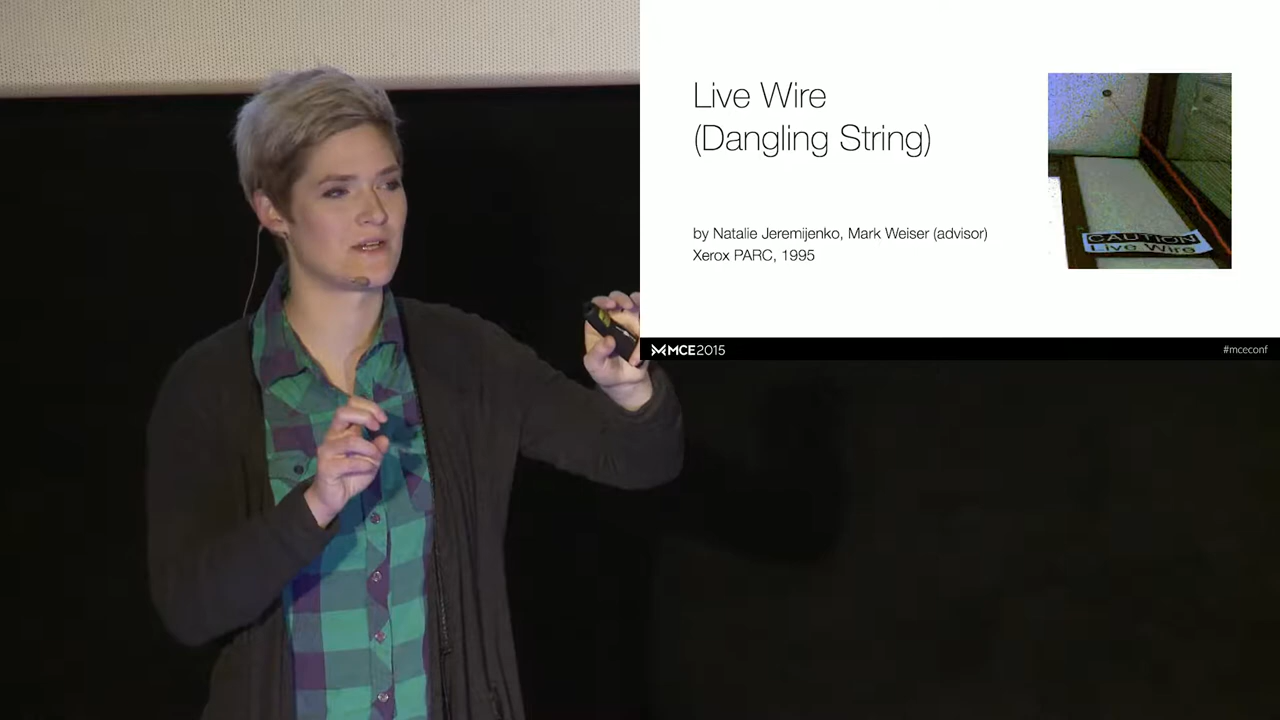 Live Wire
(Dangling String)
by Natalie Jeremijenko, Mark Weiser (advisor)
Xerox PARC, 1995
CAUTION
Live Wire
MCE2015
#mceconf